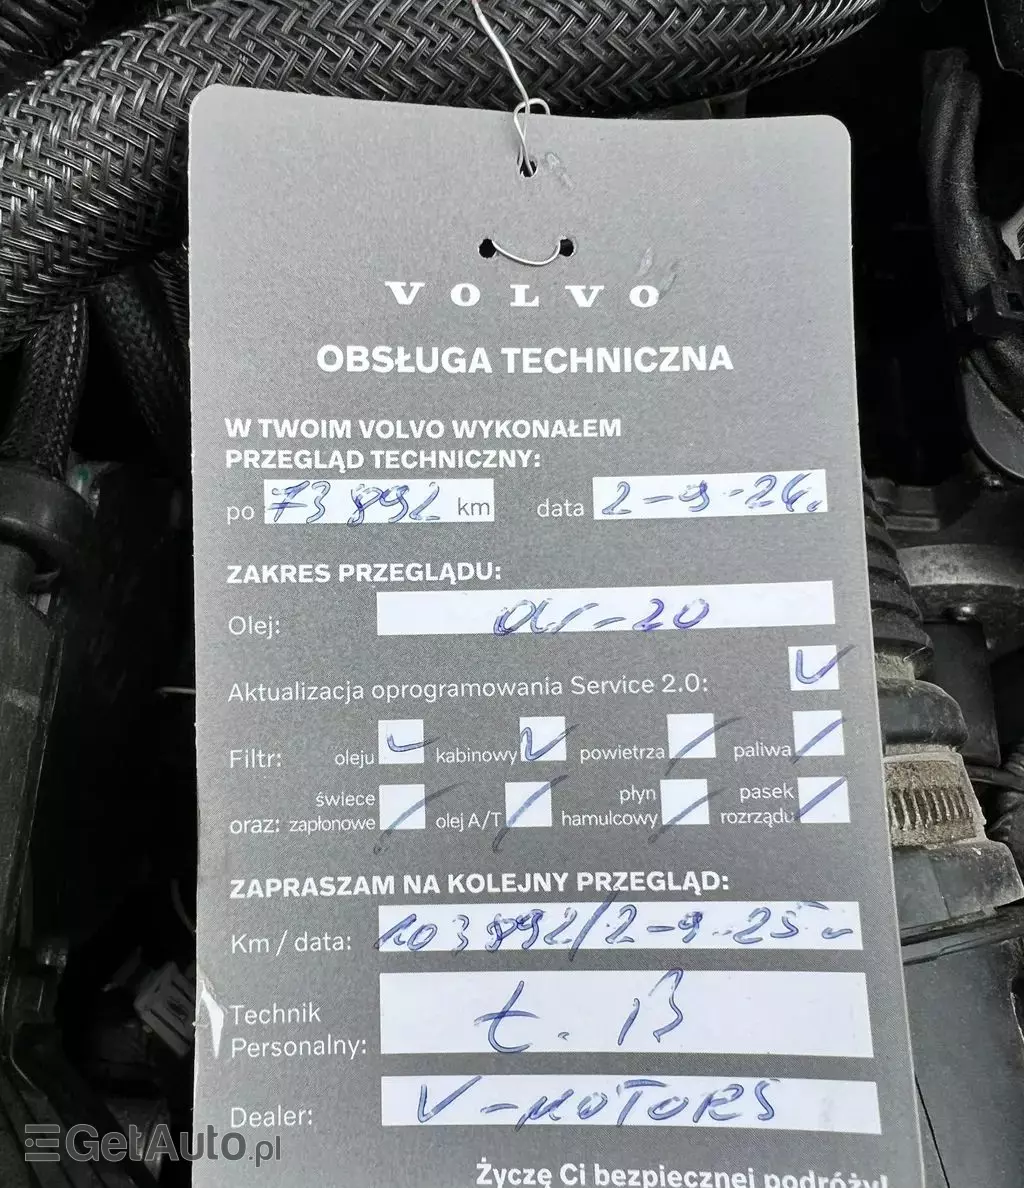 VOLVO
OBSŁUGA TECHNICZNA
W TWOIM VOLVO WYKONAŁEM
PRZEGLĄD TECHNICZNY:
po 73 892 km data 2-9-24.
ZAKRES PRZEGLĄDU:
Olej: 0W-20
Aktualizacja oprogramowania Service 2.0:
Filtr: oleju kabinowy powietrza paliwa
oraz: świece zapłonowe olej A/T płyn hamulcowy pasek rozrządu
ZAPRASZAM NA KOLEJNY PRZEGLĄD:
Km / data: 103 892/2-9-25
Technik
Personalny: Ł. B
Dealer: V-MOTORS
Życzę Ci bezpiecznej podróży!
GetAuto.pl